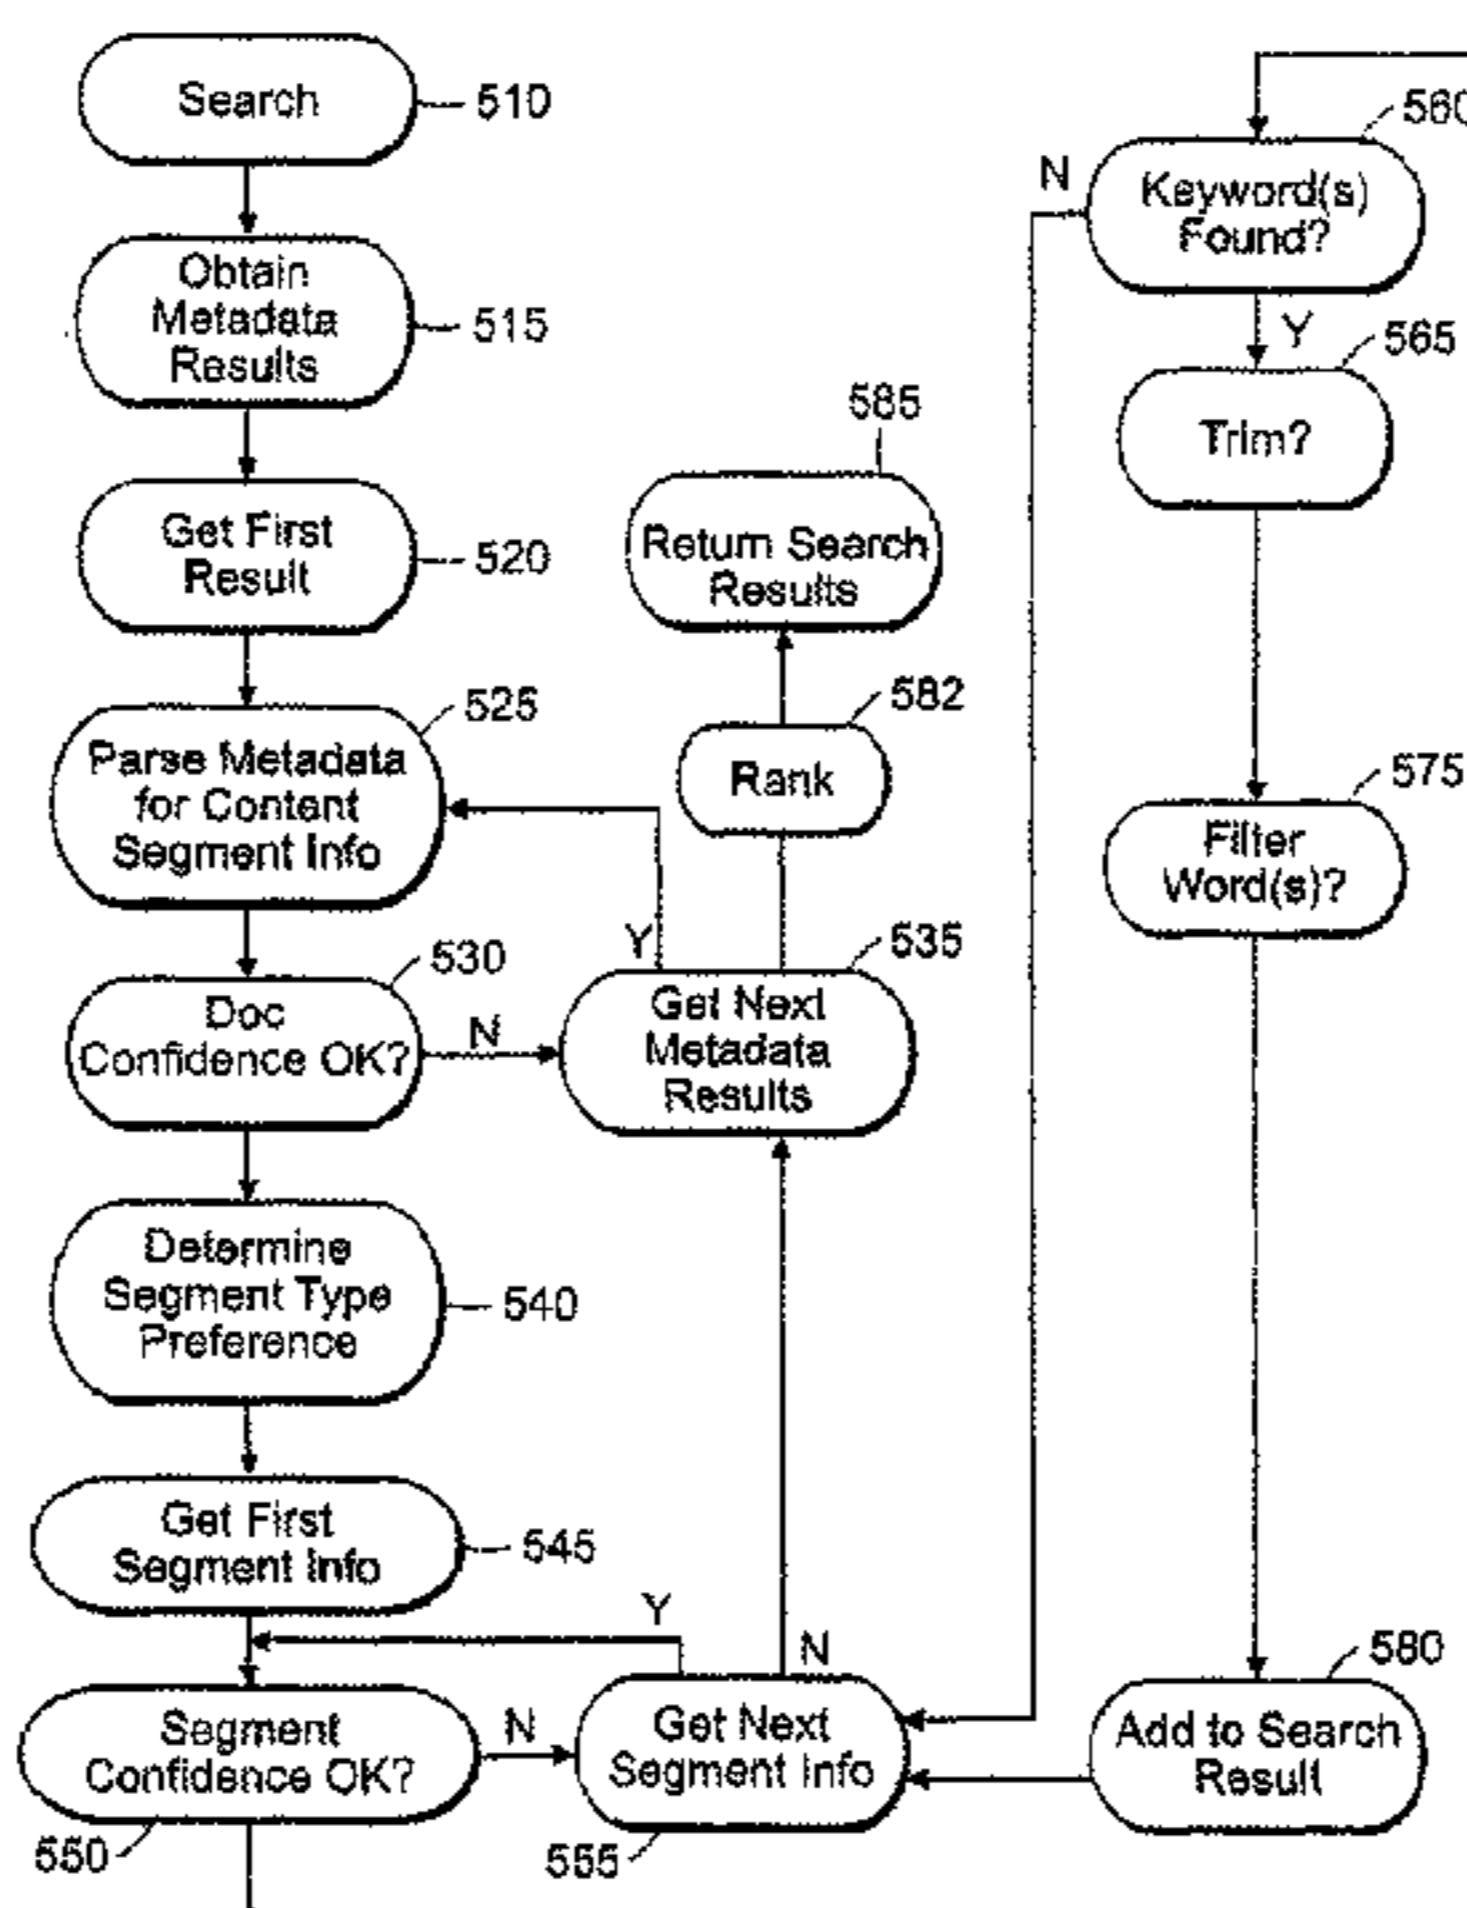 Search
510
Obtain
Metadata
Results
515
Get First
Result
520
Parse Metadata
for Content
Segment Info
525
Doc
Confidence OK?
530
N
Determine
Segment Type
Preference
540
Get First
Segment Info
545
Segment
Confidence OK?
550
N
585
Return Search
Results
582
Rank
Y
535
Get Next
Metadata
Results
Y
N
Get Next
Segment Info
555
560
N
Keyword(s)
Found?
Y
565
Trim?
575
Filter
Word(s)?
580
Add to Search
Result